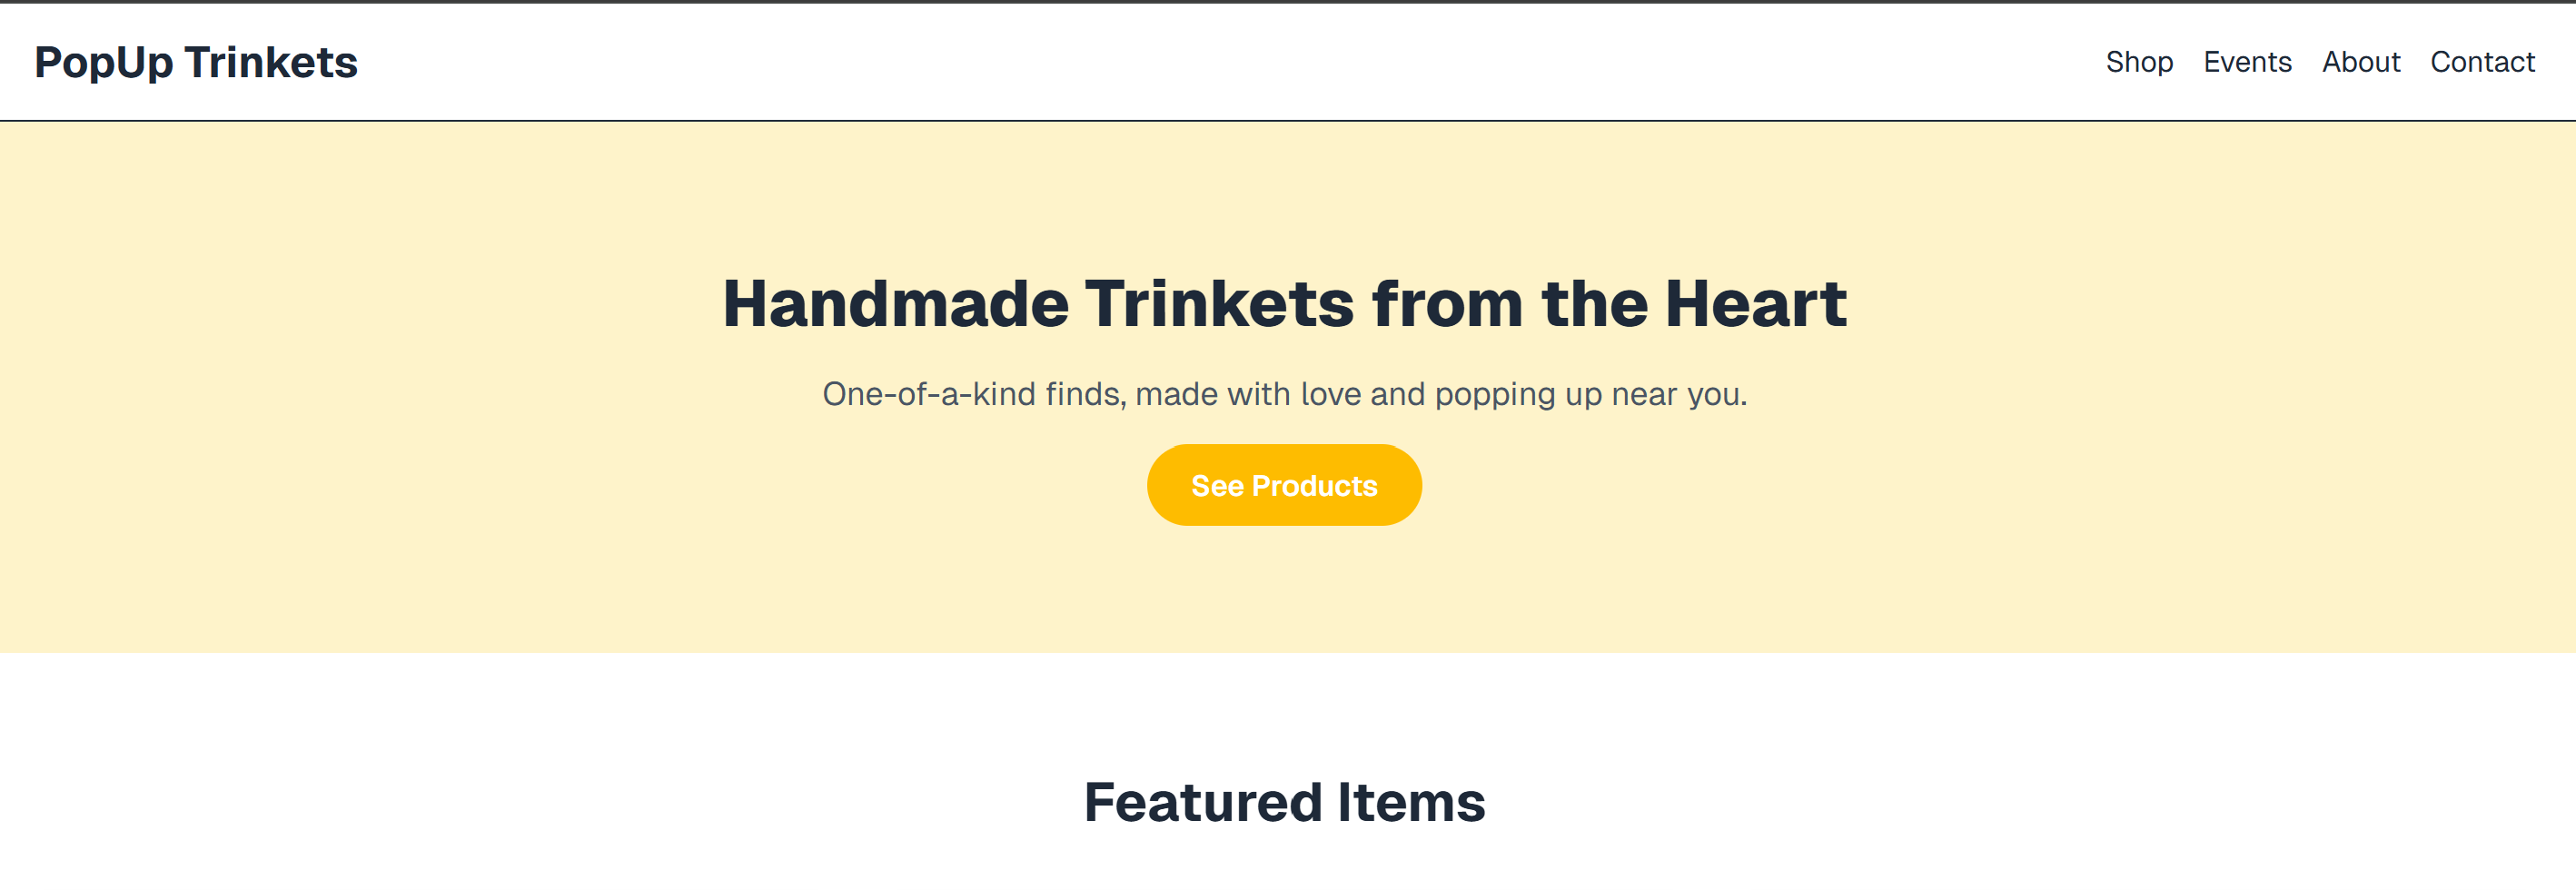 PopUp Trinkets
Shop Events About Contact
Handmade Trinkets from the Heart
One-of-a-kind finds, made with love and popping up near you.
See Products
Featured Items